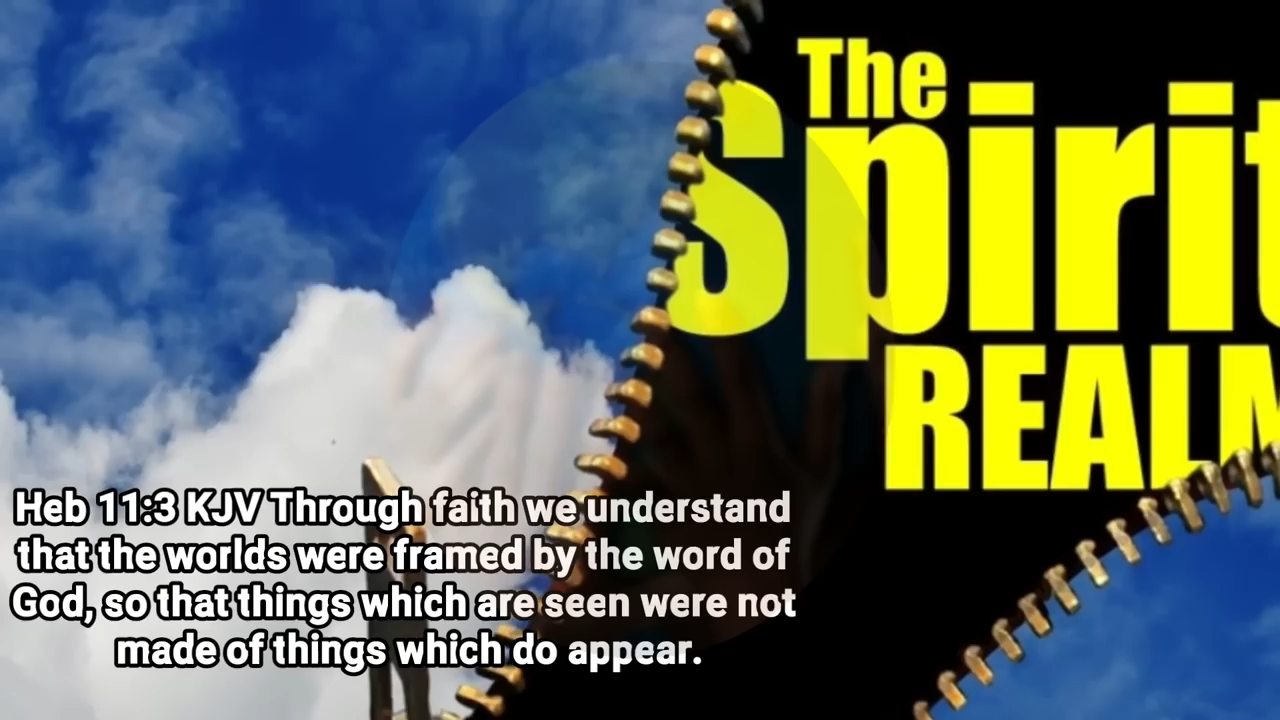 The
Spirit
REALM
Heb 11:3 KJV Through faith we understand
that the worlds were framed by the word of
God, so that things which are seen were not
made of things which do appear.